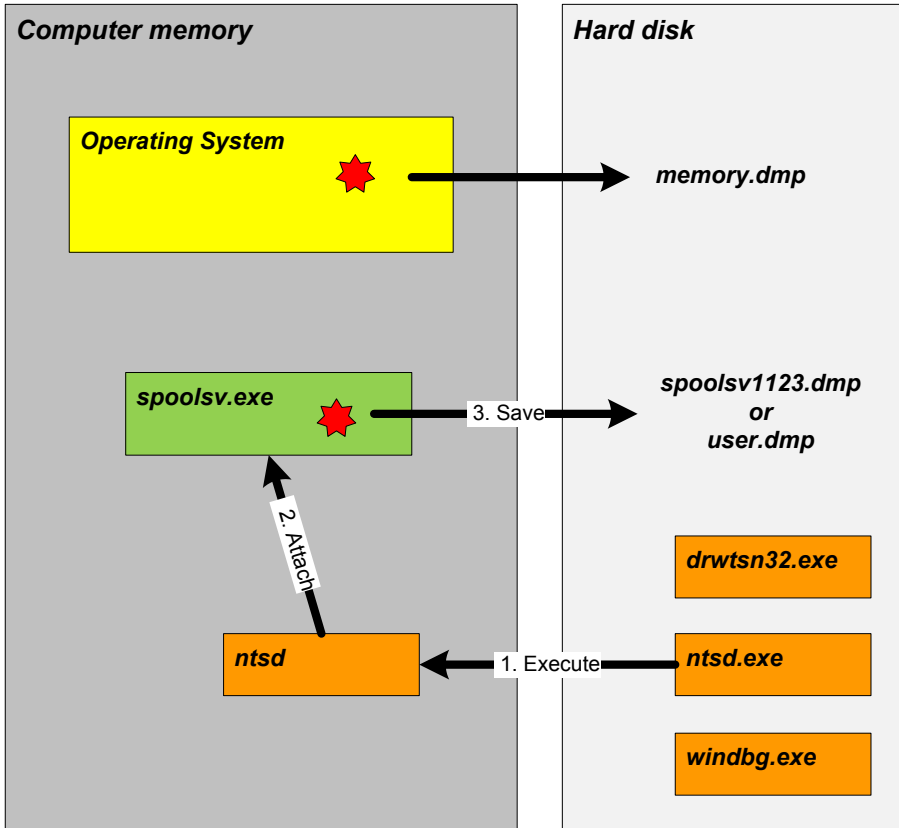 Computer memory
Hard disk
Operating System
memory.dmp
spoolsv.exe
3. Save
spoolsv1123.dmp
or
user.dmp
2. Attach
drwtsn32.exe
ntsd
1. Execute
ntsd.exe
windbg.exe